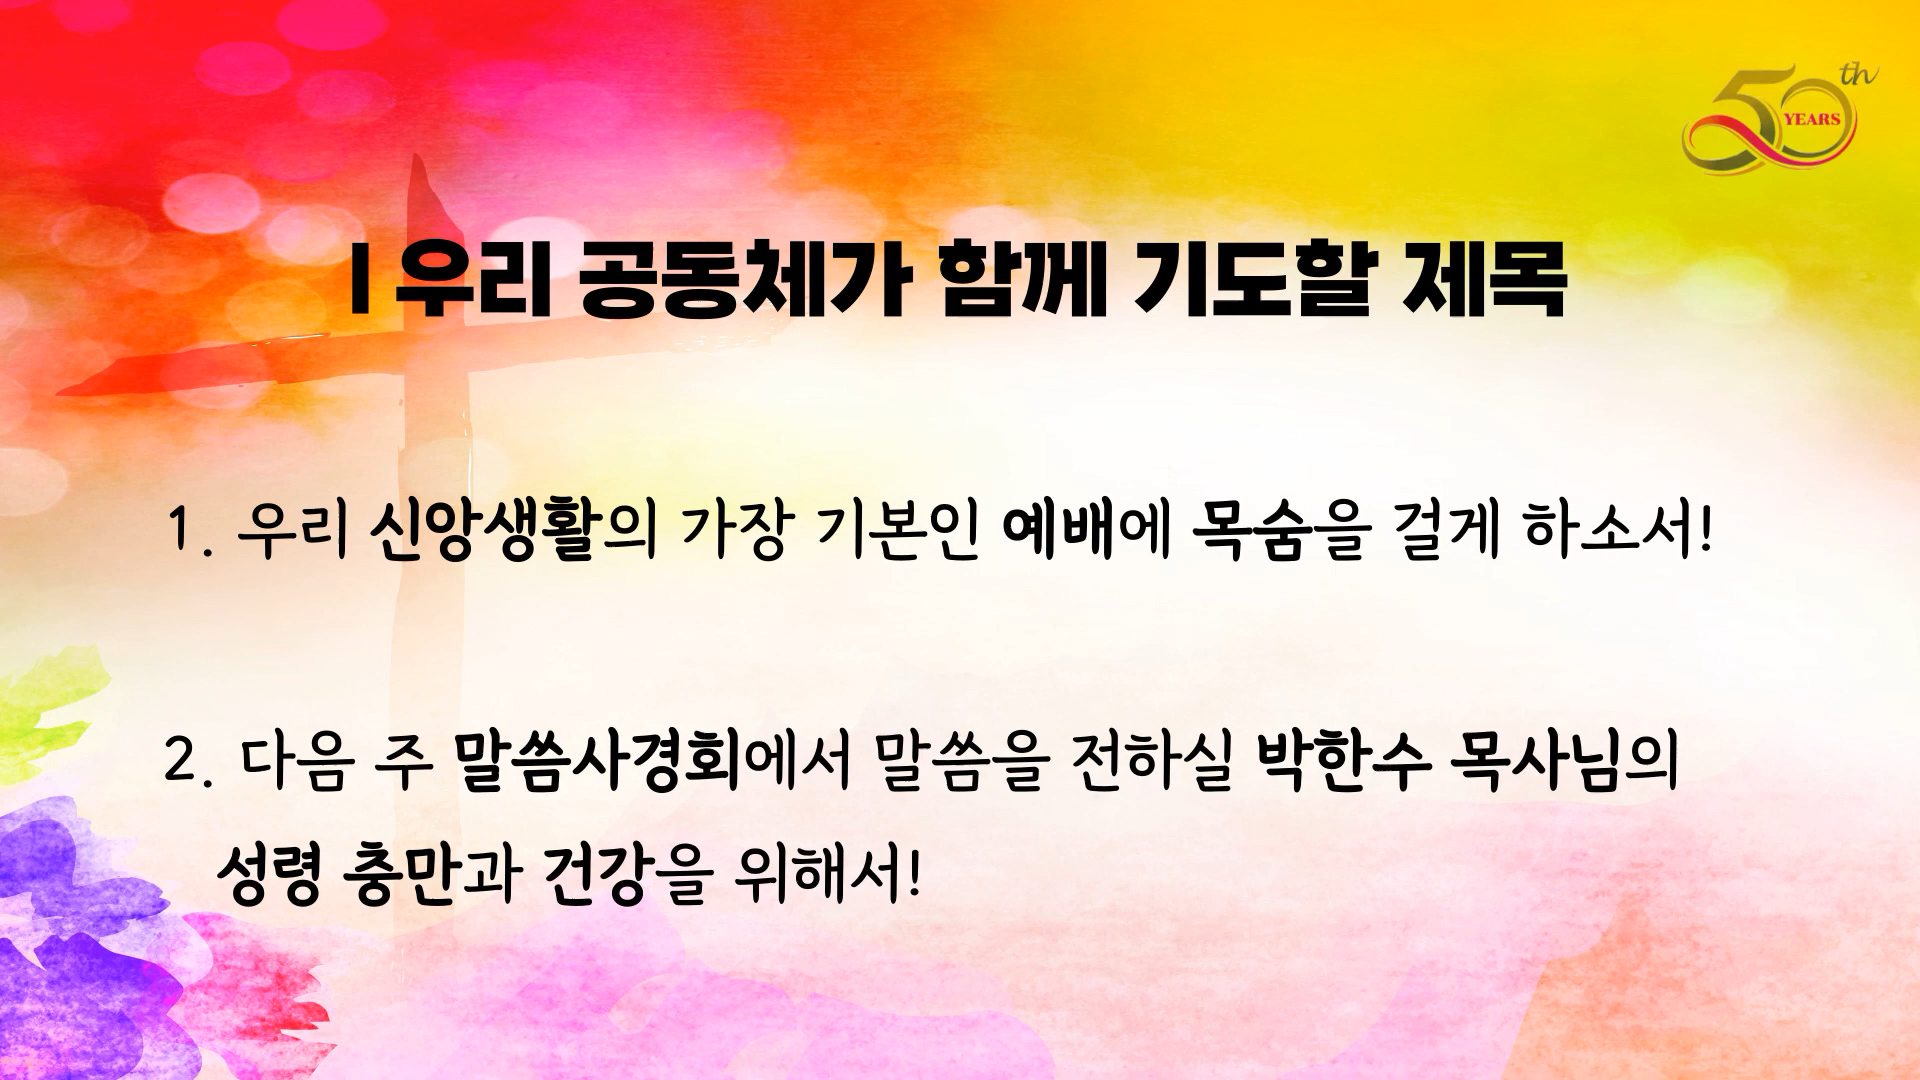 50th
YEARS
I 우리 공동체가 함께 기도할 제목
1. 우리 신앙생활의 가장 기본인 예배에 목숨을 걸게 하소서!
2. 다음 주 말씀사경회에서 말씀을 전하실 박한수 목사님의
성령 충만과 건강을 위해서!